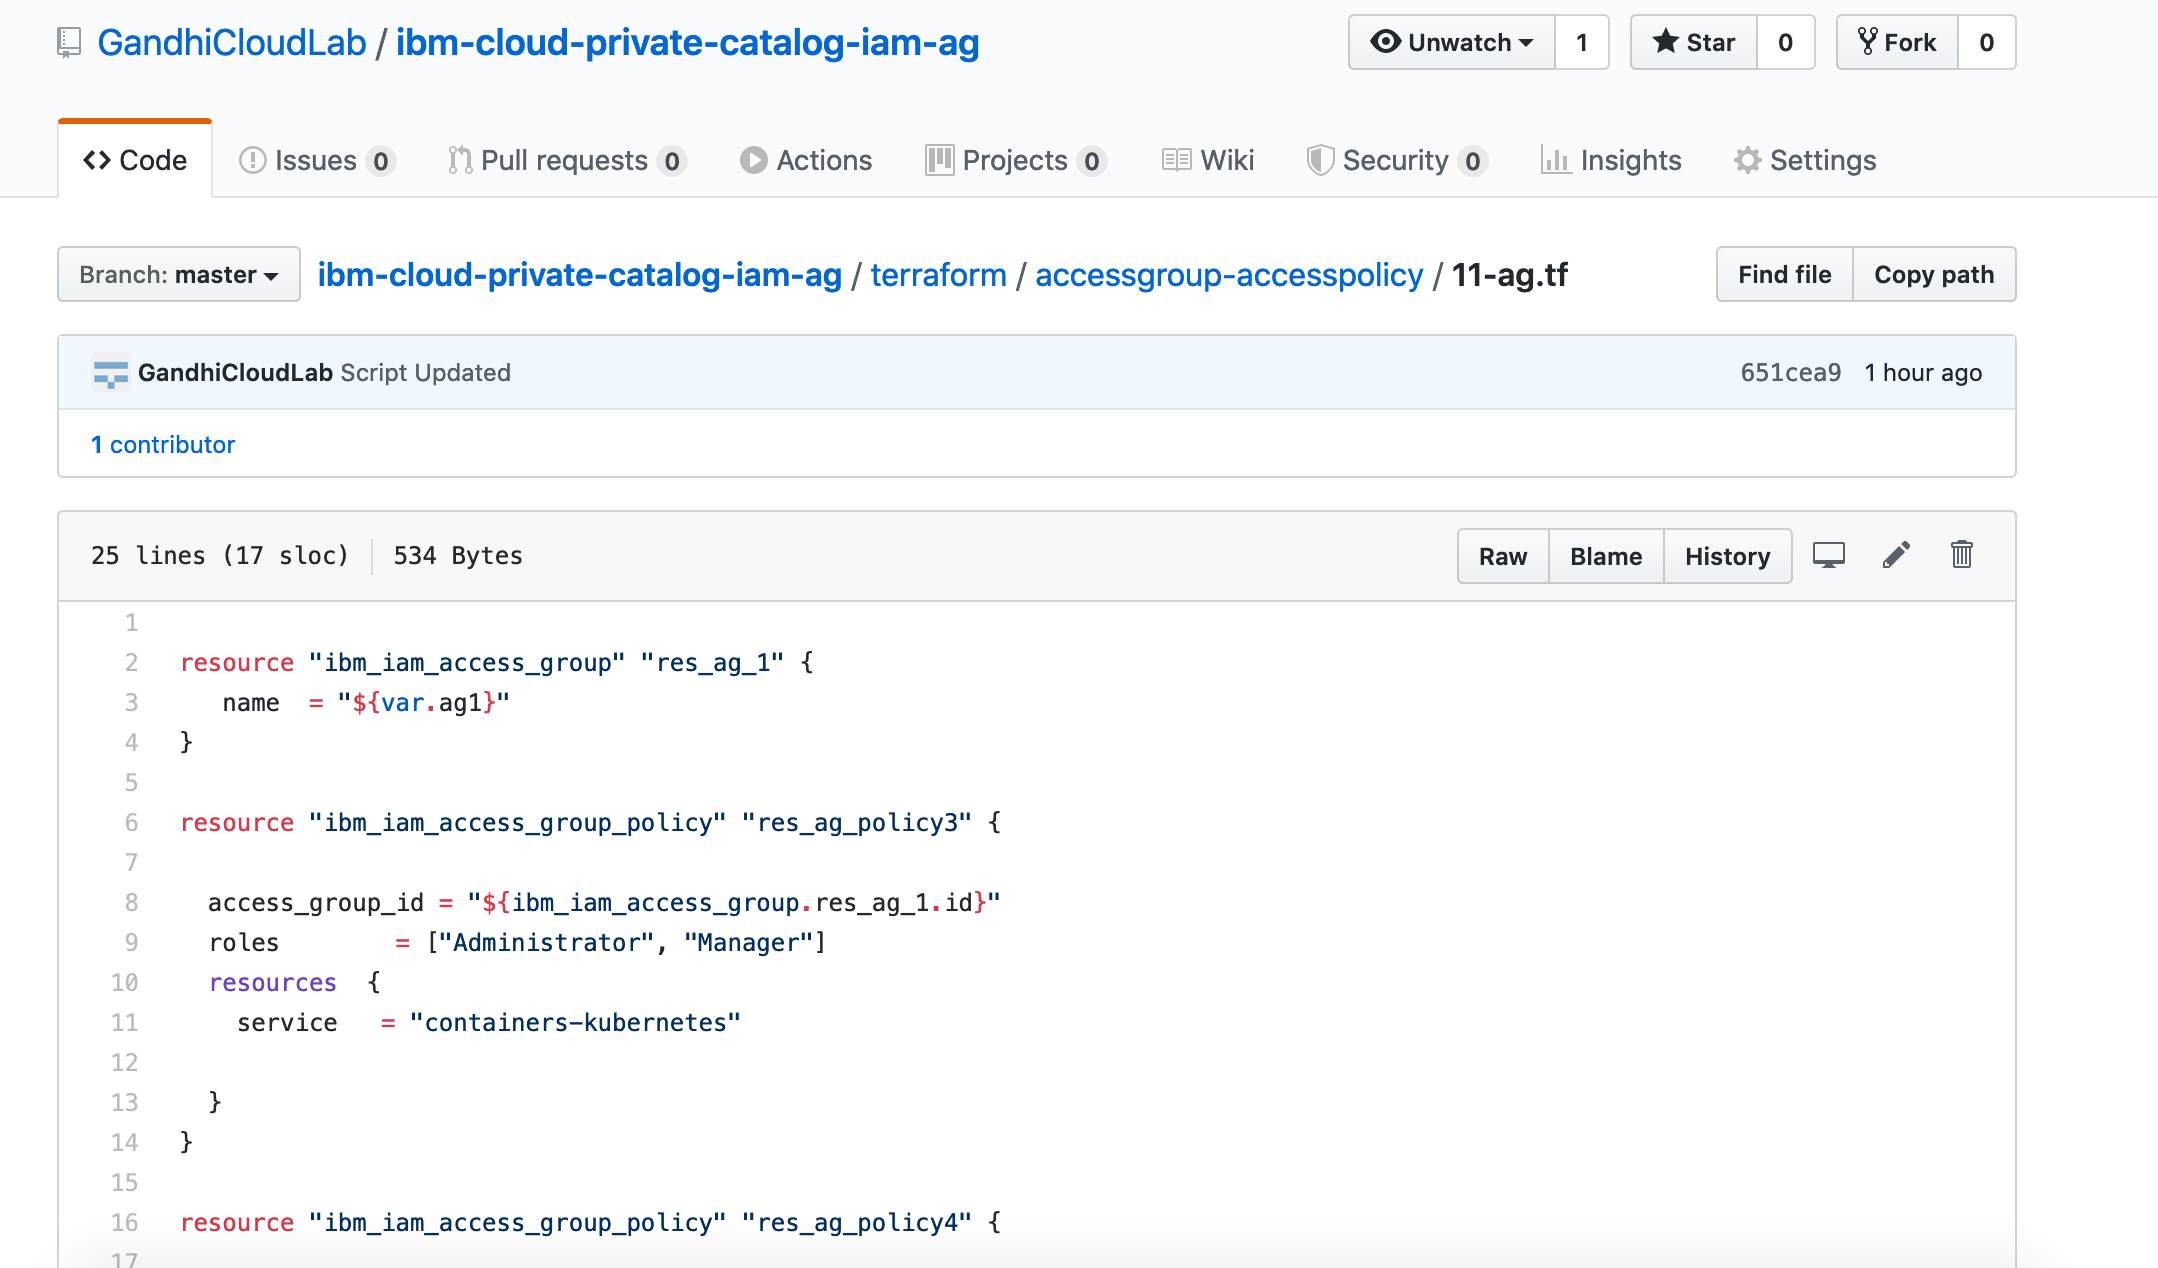 GandhiCloudLab / ibm-cloud-private-catalog-iam-ag Unwatch 1 Star 0 Fork 0
Code Issues 0 Pull requests 0 Actions Projects 0 Wiki Security 0 Insights Settings
Branch: master ibm-cloud-private-catalog-iam-ag / terraform / accessgroup-accesspolicy / 11-ag.tf Find file Copy path
GandhiCloudLab Script Updated 651cea9 1 hour ago
1 contributor
25 lines (17 sloc) 534 Bytes Raw Blame History
1
2 resource "ibm_iam_access_group" "res_ag_1" {
3 name = "${var.ag1}"
4 }
5
6 resource "ibm_iam_access_group_policy" "res_ag_policy3" {
7
8 access_group_id = "${ibm_iam_access_group.res_ag_1.id}"
9 roles = ["Administrator", "Manager"]
10 resources {
11 service = "containers-kubernetes"
12
13 }
14 }
15
16 resource "ibm_iam_access_group_policy" "res_ag_policy4" {
17